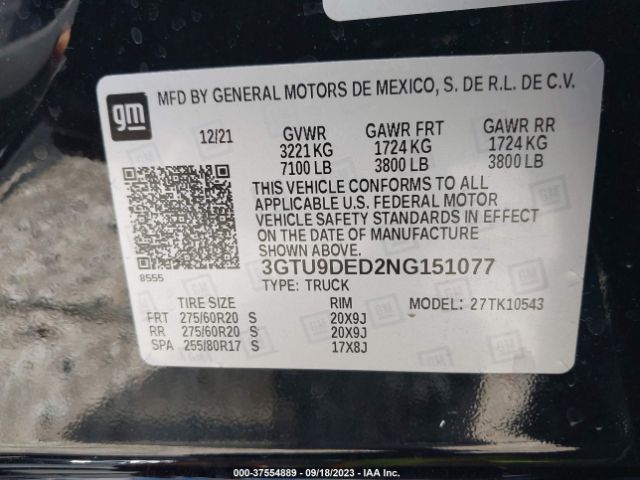 gm
MFD BY GENERAL MOTORS DE MEXICO, S. DE R.L. DE C.V.
12/21 GVWR GAWR FRT GAWR RR
3221 KG 1724 KG 1724 KG
7100 LB 3800 LB 3800 LB
THIS VEHICLE CONFORMS TO ALL
APPLICABLE U.S. FEDERAL MOTOR
VEHICLE SAFETY STANDARDS IN EFFECT
ON THE DATE OF MANUFACTURE
SHOWN ABOVE.
8555
3GTU9DED2NG151077
TYPE: TRUCK
TIRE SIZE RIM MODEL: 27TK10543
FRT 275/60R20 S 20X9J
RR 275/60R20 S 20X9J
SPA 255/80R17 S 17X8J
000-37554889 - 09/18/2023 - IAA Inc.